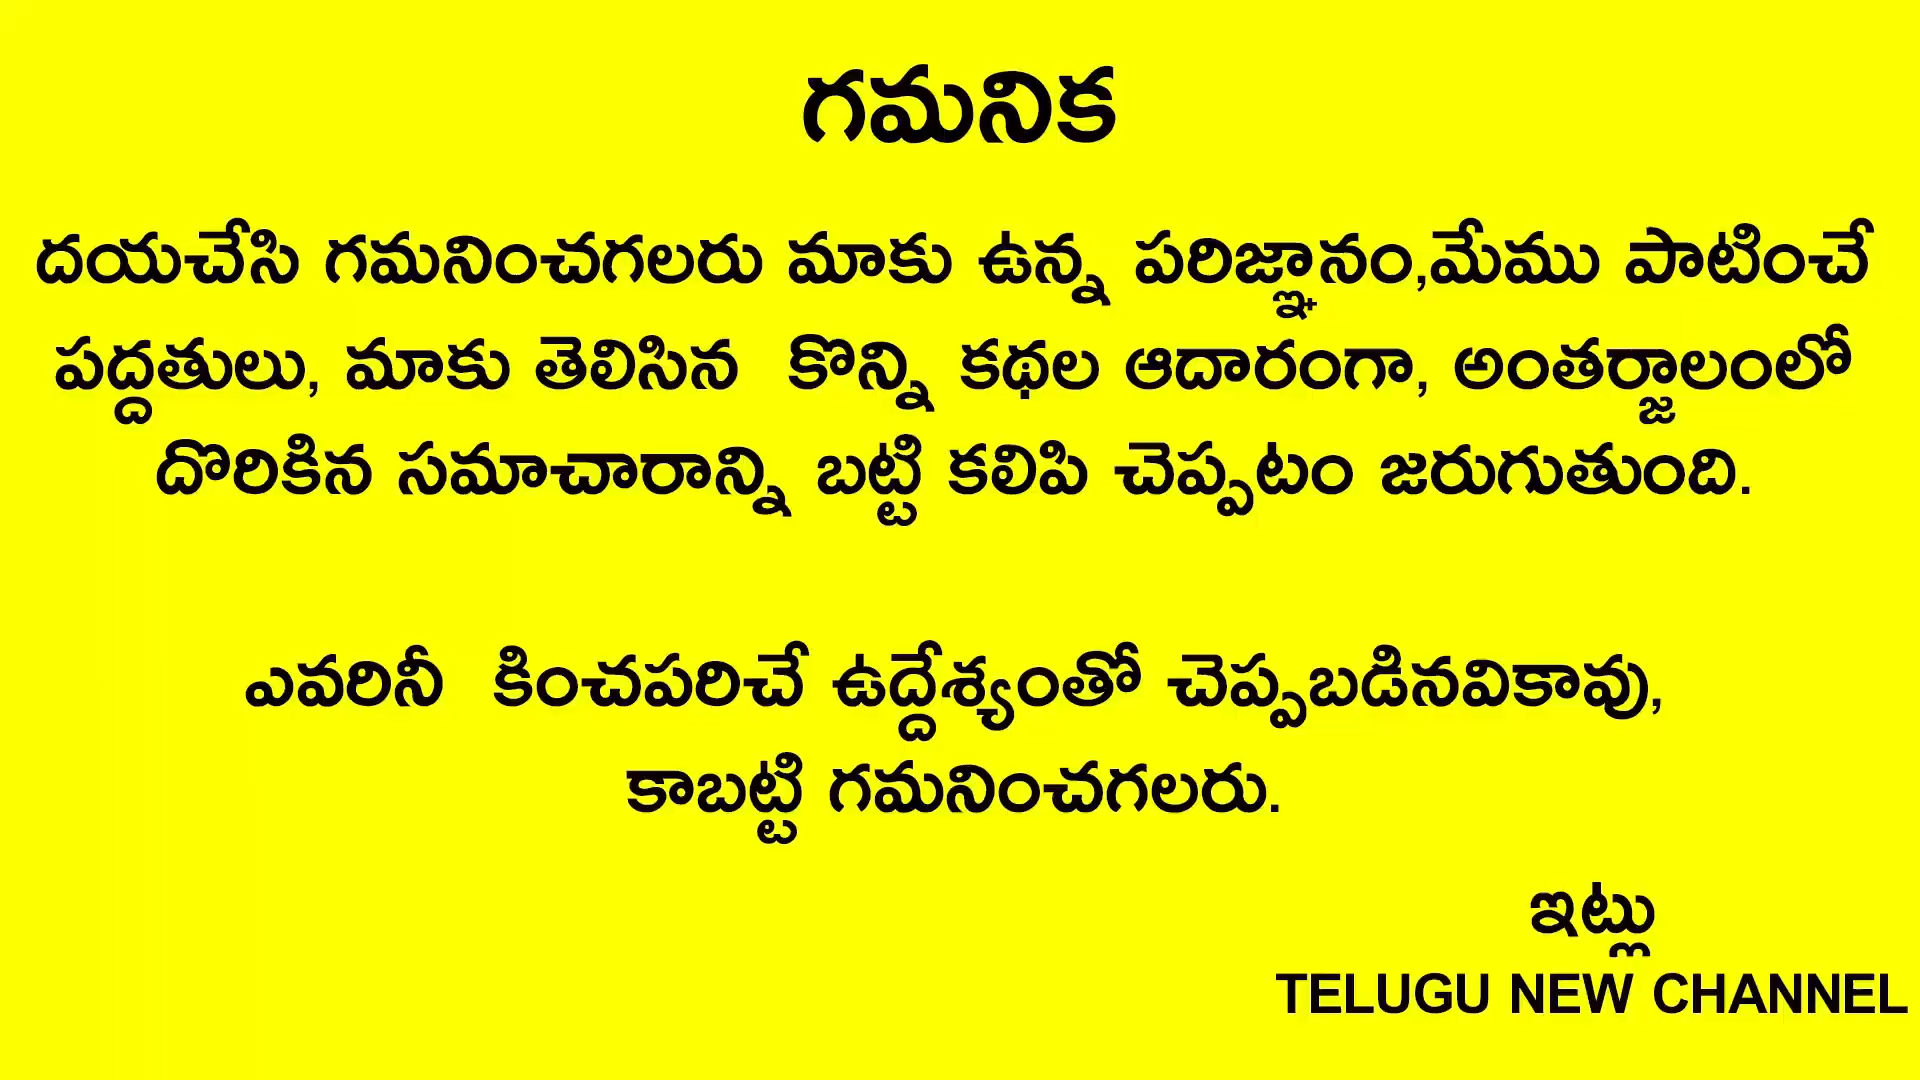 గమనిక
దయచేసి గమనించగలరు మాకు ఉన్న పరిజ్ఞానం,మేము పాటించే
పద్దతులు, మాకు తెలిసిన కొన్ని కథల ఆదారంగా, అంతర్జాలంలో
దొరికిన సమాచారాన్ని బట్టి కలిపి చెప్పటం జరుగుతుంది.
ఎవరినీ కించపరిచే ఉద్దేశ్యంతో చెప్పబడినవికావు,
కాబట్టి గమనించగలరు.
ఇట్లు
TELUGU NEW CHANNEL